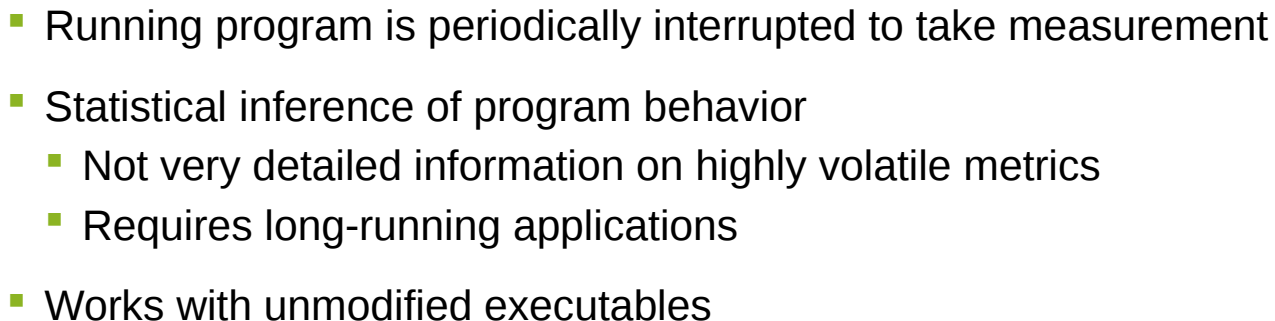 Running program is periodically interrupted to take measurement
Statistical inference of program behavior
Not very detailed information on highly volatile metrics
Requires long-running applications
Works with unmodified executables